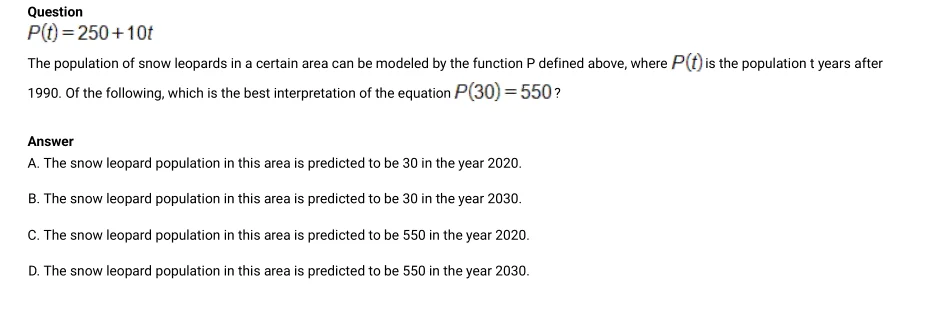 Question
P(t) = 250 + 10t
The population of snow leopards in a certain area can be modeled by the function P defined above, where P(t) is the population t years after
1990. Of the following, which is the best interpretation of the equation P(30) = 550 ?
Answer
A. The snow leopard population in this area is predicted to be 30 in the year 2020.
B. The snow leopard population in this area is predicted to be 30 in the year 2030.
C. The snow leopard population in this area is predicted to be 550 in the year 2020.
D. The snow leopard population in this area is predicted to be 550 in the year 2030.